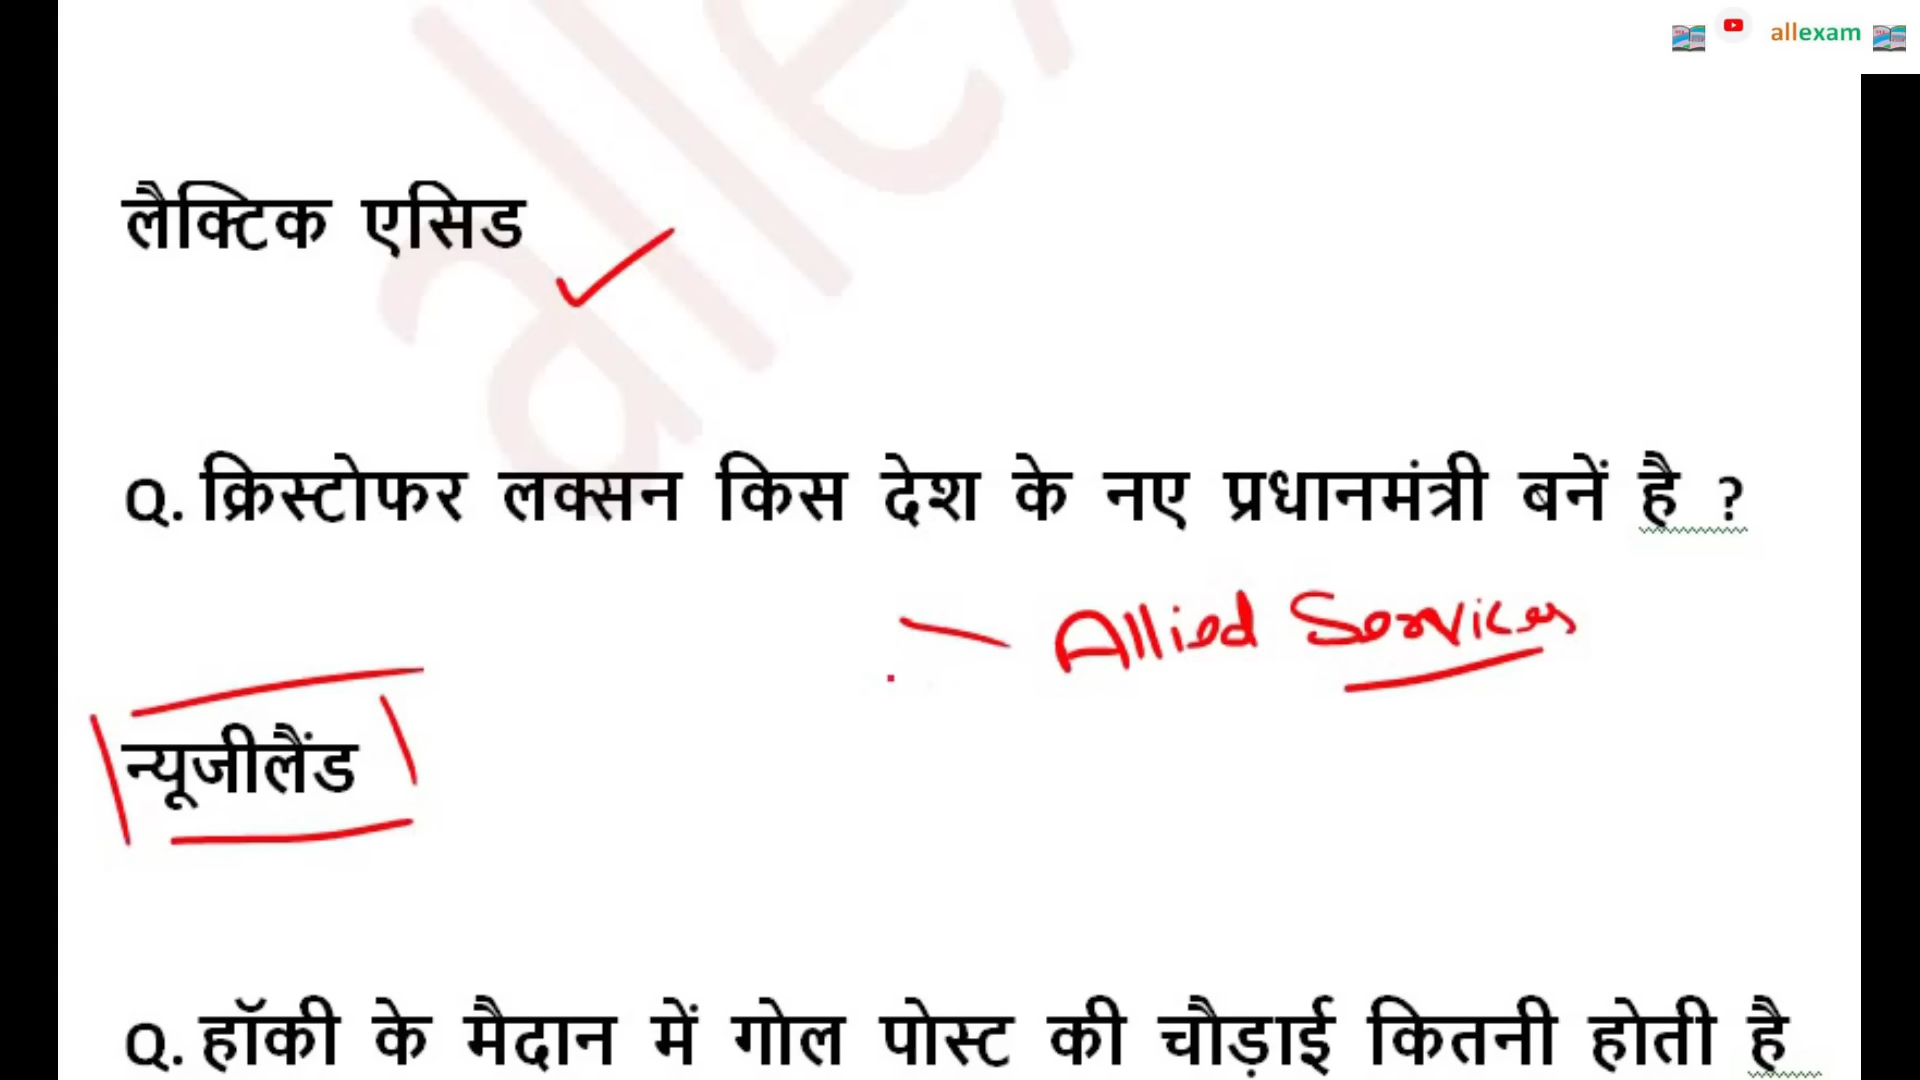 allexam
लैक्टिक एसिड
Q. क्रिस्टोफर लक्सन किस देश के नए प्रधानमंत्री बनें है ?
Allied Services
न्यूजीलैंड
Q. हॉकी के मैदान में गोल पोस्ट की चौड़ाई कितनी होती है